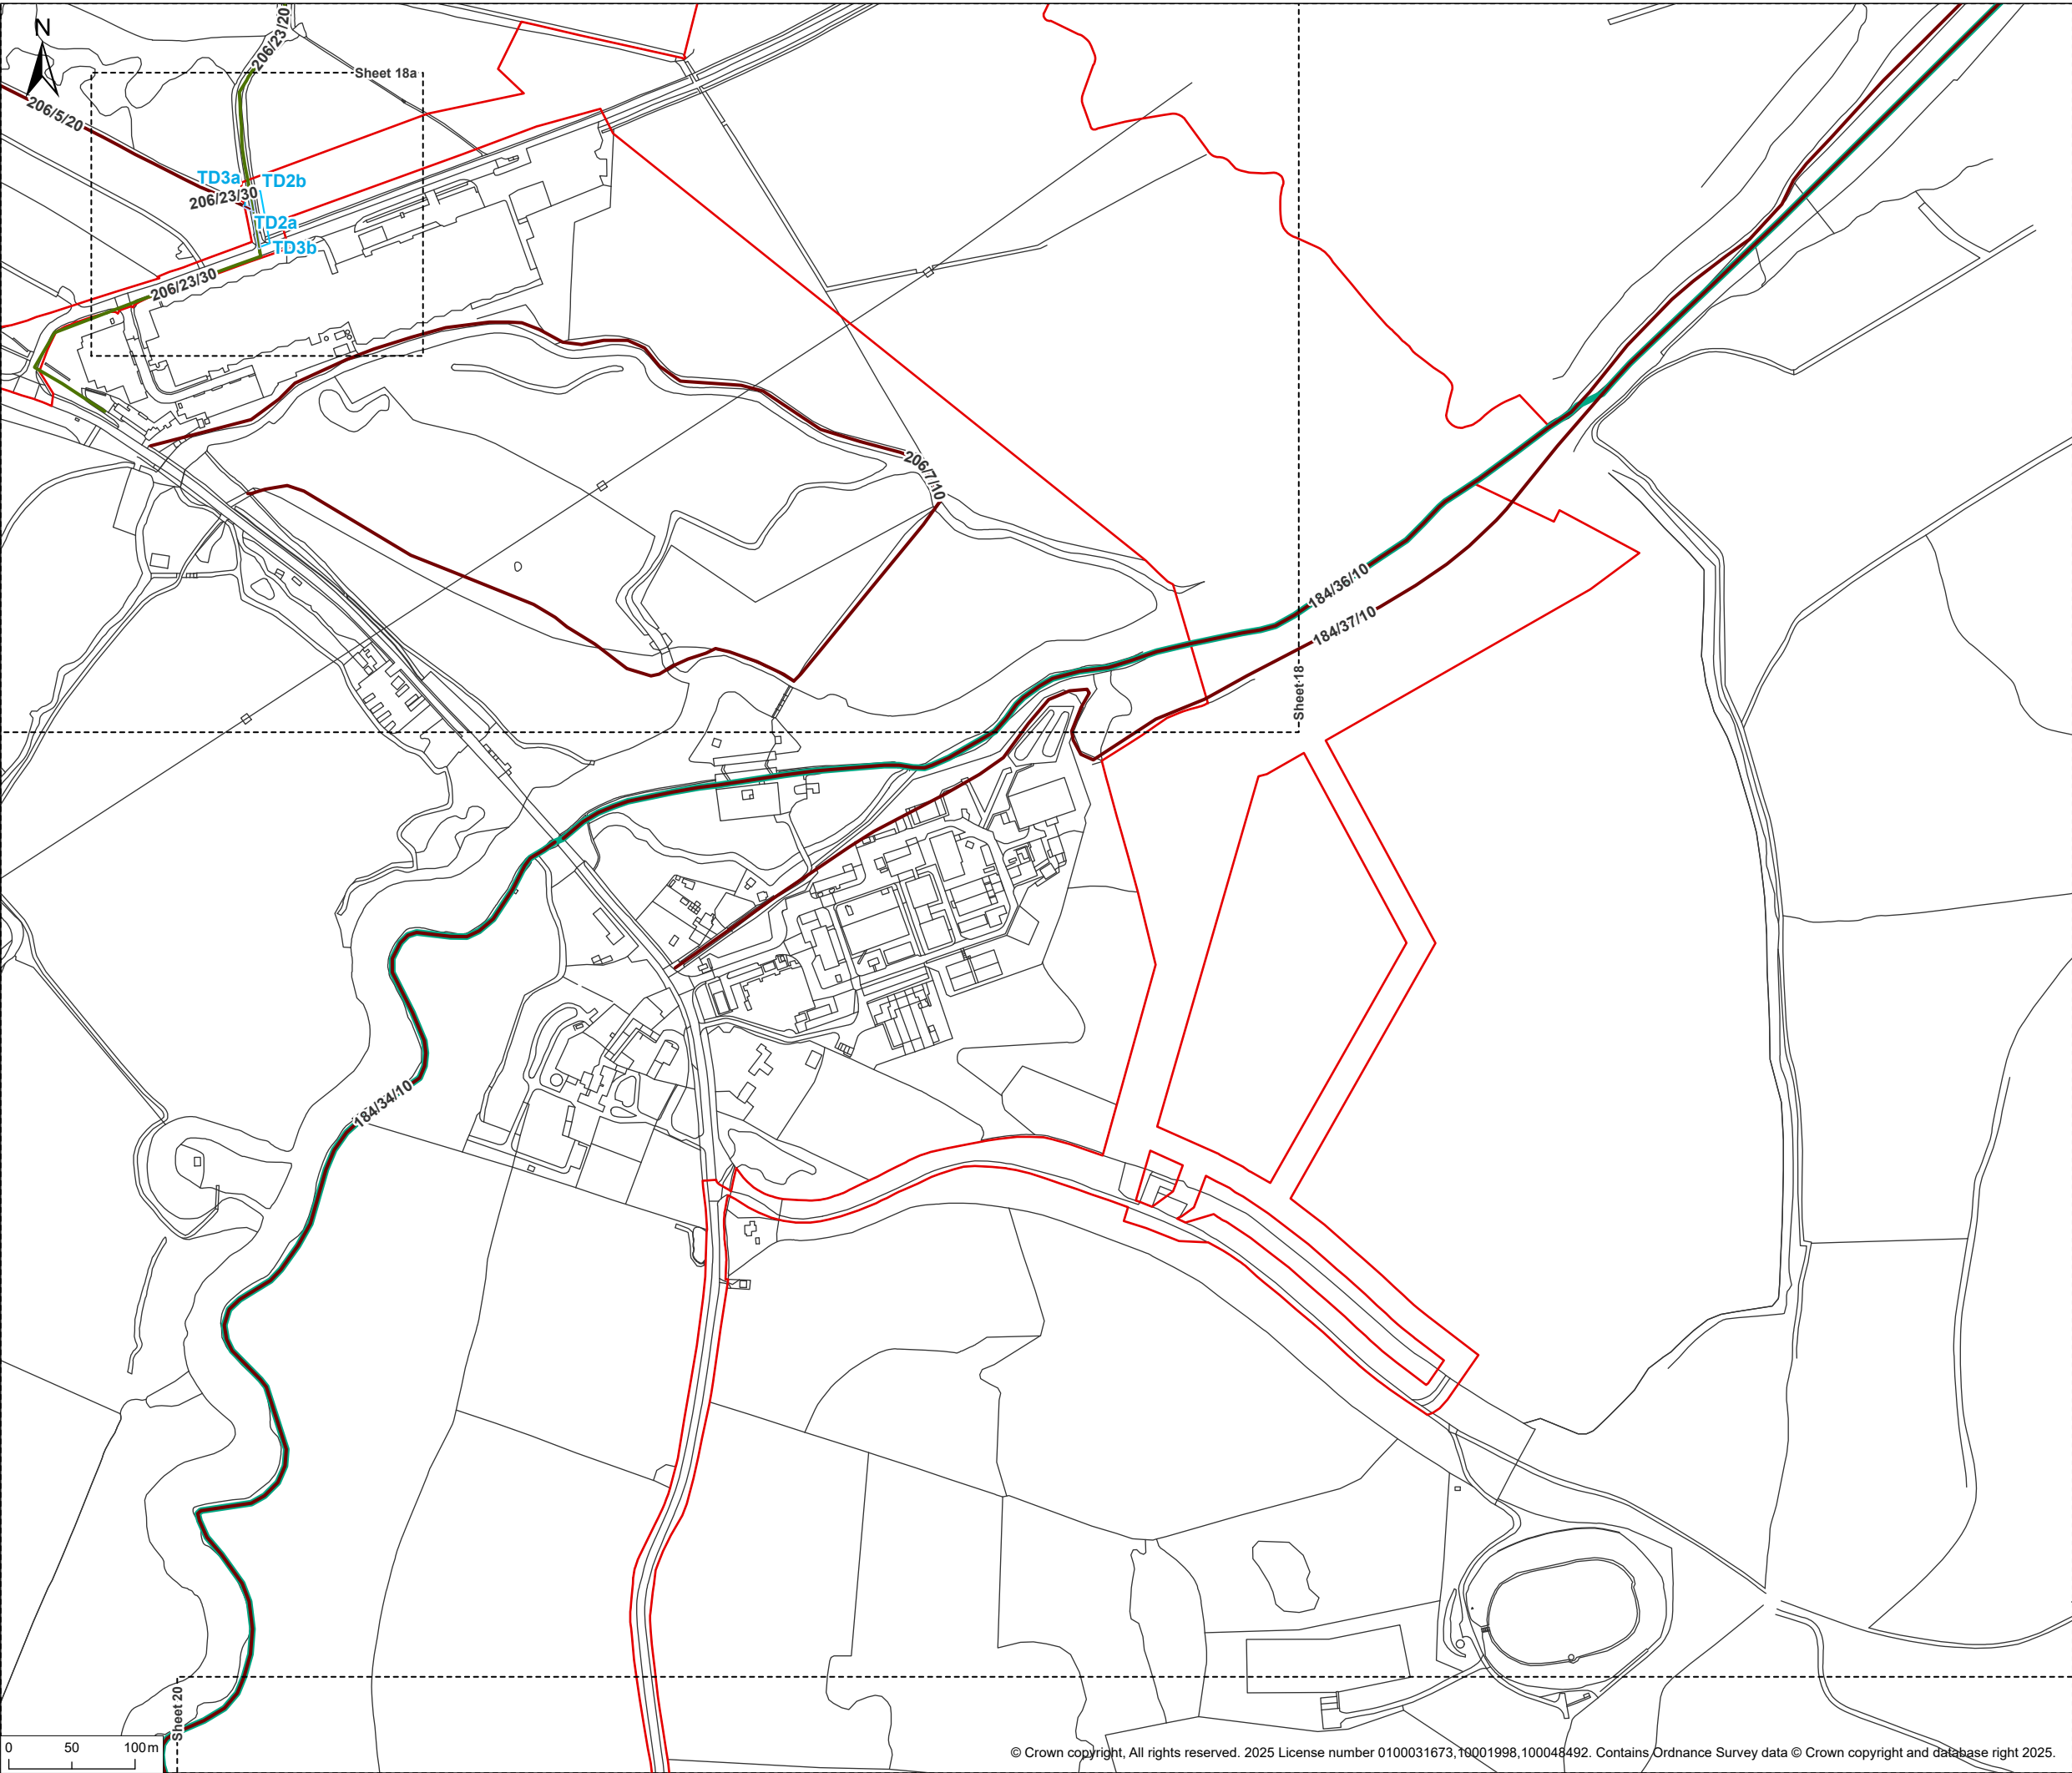 N
206/23/20
Sheet 18a
206/5/20
TD3a
TD2b
206/23/30
TD2a
TD3b
206/23/30
206/7/10
184/36/10
184/37/10
Sheet 18
184/34/10
Sheet 20
0 50 100m
© Crown copyright, All rights reserved. 2025 License number 0100031673,10001998,100048492. Contains Ordnance Survey data © Crown copyright and database right 2025.